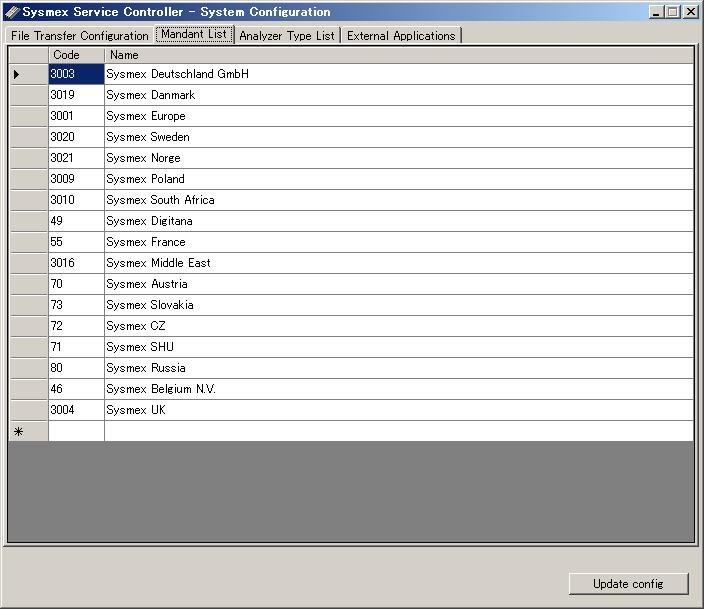 Sysmex Service Controller - System Configuration
File Transfer Configuration Mandant List Analyzer Type List External Applications
Code Name
3003 Sysmex Deutschland GmbH
3019 Sysmex Danmark
3001 Sysmex Europe
3020 Sysmex Sweden
3021 Sysmex Norge
3009 Sysmex Poland
3010 Sysmex South Africa
49 Sysmex Digitana
55 Sysmex France
3016 Sysmex Middle East
70 Sysmex Austria
73 Sysmex Slovakia
72 Sysmex CZ
71 Sysmex SHU
80 Sysmex Russia
46 Sysmex Belgium N.V.
3004 Sysmex UK
*
Update config